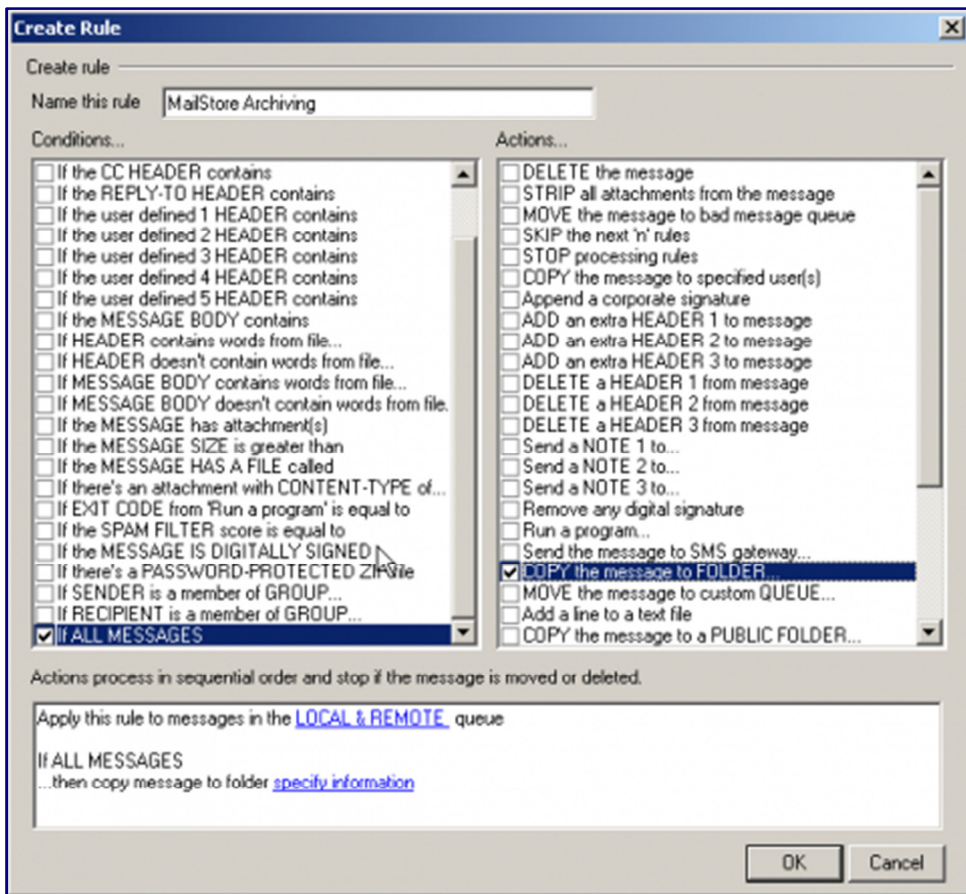 Create Rule
Create rule
Name this rule MailStore Archiving
Conditions...
If the CC HEADER contains
If the REPLY-TO HEADER contains
If the user defined 1 HEADER contains
If the user defined 2 HEADER contains
If the user defined 3 HEADER contains
If the user defined 4 HEADER contains
If the user defined 5 HEADER contains
If the MESSAGE BODY contains
If HEADER contains words from file...
If HEADER doesn't contain words from file...
If MESSAGE BODY contains words from file...
If MESSAGE BODY doesn't contain words from file.
If the MESSAGE has attachment(s)
If the MESSAGE SIZE is greater than
If the MESSAGE HAS A FILE called
If there's an attachment with CONTENT-TYPE of...
If EXIT CODE from 'Run a program' is equal to
If the SPAM FILTER score is equal to
If the MESSAGE IS DIGITALLY SIGNED
If there's a PASSWORD-PROTECTED ZIP file
If SENDER is a member of GROUP...
If RECIPIENT is a member of GROUP...
If ALL MESSAGES
Actions...
DELETE the message
STRIP all attachments from the message
MOVE the message to bad message queue
SKIP the next 'n' rules
STOP processing rules
COPY the message to specified user(s)
Append a corporate signature
ADD an extra HEADER 1 to message
ADD an extra HEADER 2 to message
ADD an extra HEADER 3 to message
DELETE a HEADER 1 from message
DELETE a HEADER 2 from message
DELETE a HEADER 3 from message
Send a NOTE 1 to...
Send a NOTE 2 to...
Send a NOTE 3 to...
Remove any digital signature
Run a program...
Send the message to SMS gateway...
COPY the message to FOLDER...
MOVE the message to custom QUEUE...
Add a line to a text file
COPY the message to a PUBLIC FOLDER...
Actions process in sequential order and stop if the message is moved or deleted.
Apply this rule to messages in the LOCAL & REMOTE queue
If ALL MESSAGES
...then copy message to folder specify information
OK Cancel